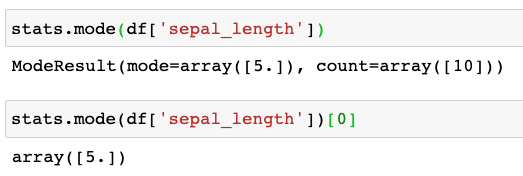 stats.mode(df['sepal_length'])
ModeResult(mode=array([5.]), count=array([10]))
stats.mode(df['sepal_length'])[0]
array([5.])